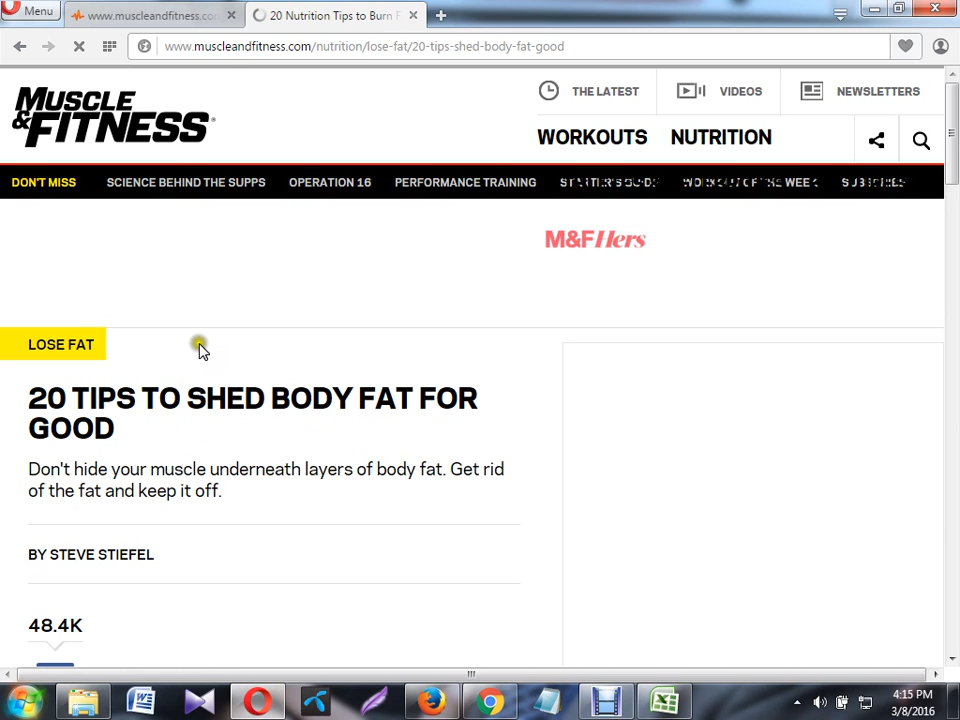 Menu
www.muscleandfitness.co
20 Nutrition Tips to Burn F
www.muscleandfitness.com/nutrition/lose-fat/20-tips-shed-body-fat-good
MUSCLE
& FITNESS
THE LATEST
VIDEOS
NEWSLETTERS
WORKOUTS
NUTRITION
DON'T MISS
SCIENCE BEHIND THE SUPPS
OPERATION 16
PERFORMANCE TRAINING
M&F Hers
LOSE FAT
20 TIPS TO SHED BODY FAT FOR
GOOD
Don't hide your muscle underneath layers of body fat. Get rid
of the fat and keep it off.
BY STEVE STIEFEL
48.4K
4:15 PM
3/8/2016